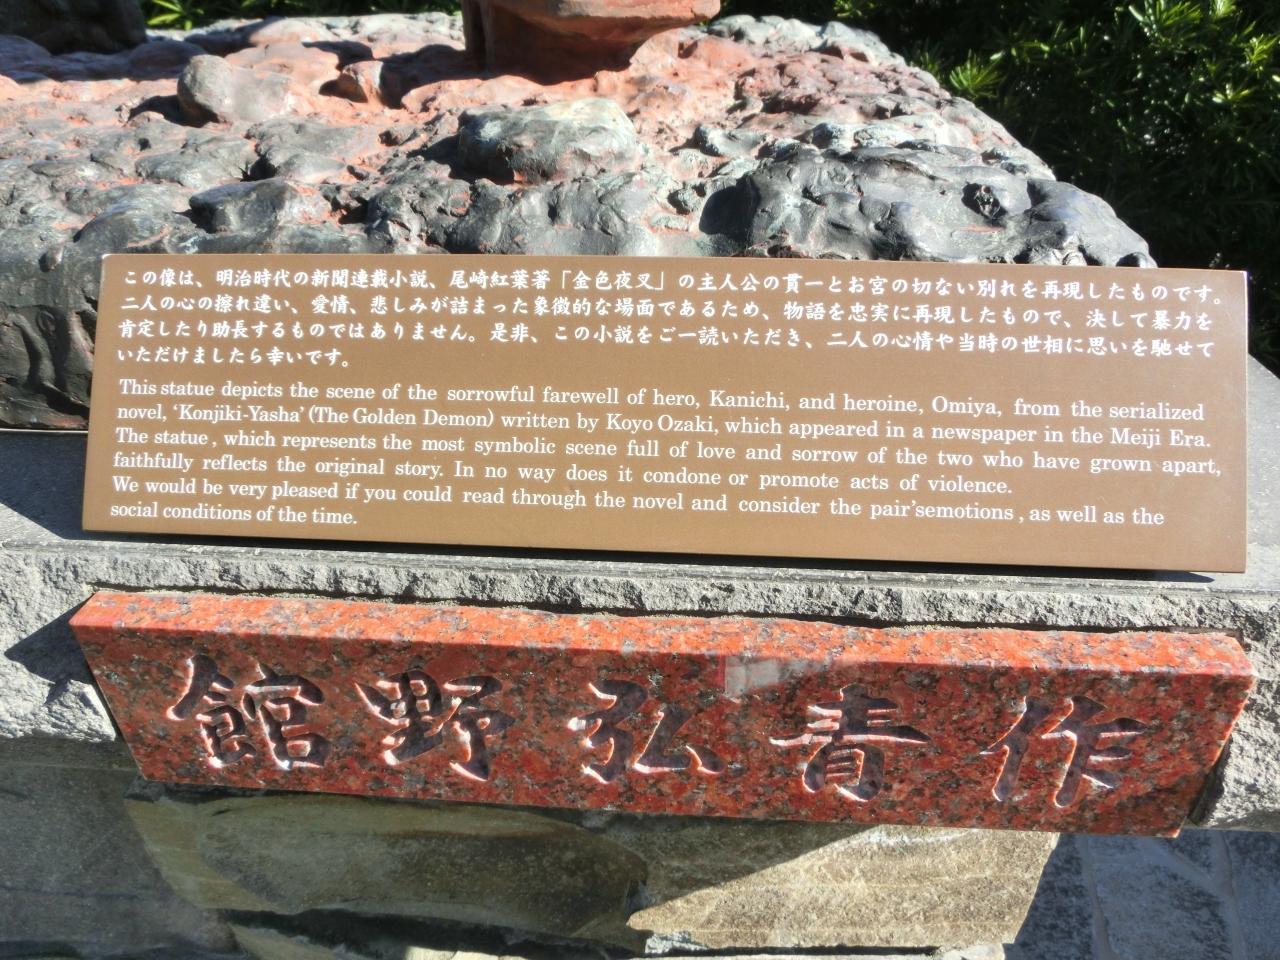 この像は、明治時代の新聞連載小説、尾崎紅葉著「金色夜叉」の主人公の貫一とお宮の切ない別れを再現したものです。
二人の心の擦れ違い、愛情、悲しみが詰まった象徴的な場面であるため、物語を忠実に再現したもので、決して暴力を
肯定したり助長するものではありません。是非、この小説をご一読いただき、二人の心情や当時の世相に思いを馳せて
いただけましたら幸いです。
This statue depicts the scene of the sorrowful farewell of hero, Kanichi, and heroine, Omiya, from the serialized
novel, ‘Konjiki-Yasha’ (The Golden Demon) written by Koyo Ozaki, which appeared in a newspaper in the Meiji Era.
The statue , which represents the most symbolic scene full of love and sorrow of the two who have grown apart,
faithfully reflects the original story. In no way does it condone or promote acts of violence.
We would be very pleased if you could read through the novel and consider the pair'semotions , as well as the
social conditions of the time.
館野弘青作